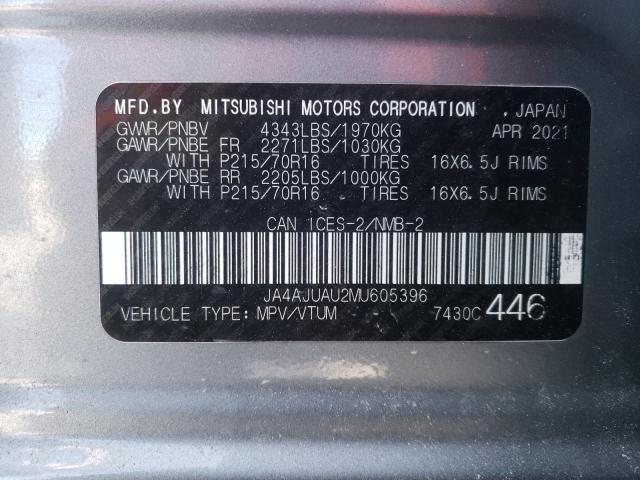 MFD.BY MITSUBISHI MOTORS CORPORATION , JAPAN
GVWR/PNBV 4343LBS/1970KG APR 2021
GAWR/PNBE FR 2271LBS/1030KG
WITH P215/70R16 TIRES 16X6.5J RIMS
GAWR/PNBE RR 2205LBS/1000KG
WITH P215/70R16 TIRES 16X6.5J RIMS
CAN ICES-2/NMB-2
JA4AJUAU2MU605396
VEHICLE TYPE: MPV/VTUM 7430C 446